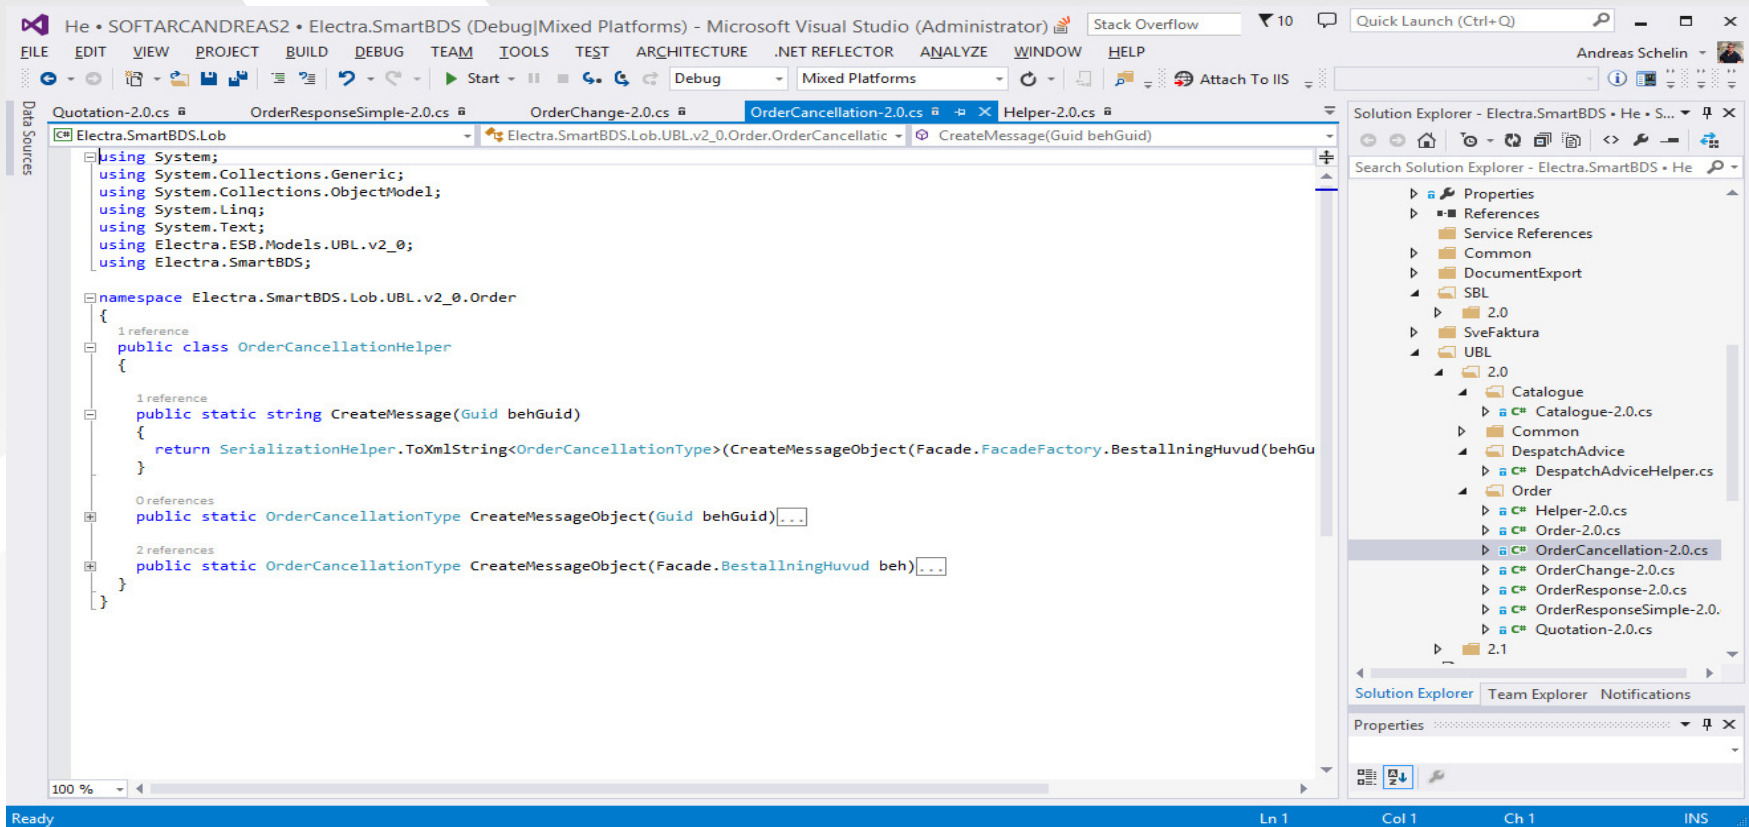 He • SOFTARCANDREAS2 • Electra.SmartBDS (Debug|Mixed Platforms) - Microsoft Visual Studio (Administrator)
Stack Overflow
10
Quick Launch (Ctrl+Q)
FILE EDIT VIEW PROJECT BUILD DEBUG TEAM TOOLS TEST ARCHITECTURE .NET REFLECTOR ANALYZE WINDOW HELP
Andreas Schelin
Start Debug Mixed Platforms Attach To IIS
Data Sources
Quotation-2.0.cs OrderResponseSimple-2.0.cs OrderChange-2.0.cs OrderCancellation-2.0.cs Helper-2.0.cs
C# Electra.SmartBDS.Lob Electra.SmartBDS.Lob.UBL.v2_0.Order.OrderCancellatic CreateMessage(Guid behGuid)
using System;
using System.Collections.Generic;
using System.Collections.ObjectModel;
using System.Linq;
using System.Text;
using Electra.ESB.Models.UBL.v2_0;
using Electra.SmartBDS;
namespace Electra.SmartBDS.Lob.UBL.v2_0.Order
{
1 reference
public class OrderCancellationHelper
{
1 reference
public static string CreateMessage(Guid behGuid)
{
return SerializationHelper.ToXmlString<OrderCancellationType>(CreateMessageObject(Facade.FacadeFactory.BestallningHuvud(behGu
}
0 references
public static OrderCancellationType CreateMessageObject(Guid behGuid)...
2 references
public static OrderCancellationType CreateMessageObject(Facade.BestallningHuvud beh)...
}
}
100 %
Solution Explorer - Electra.SmartBDS • He • S...
Search Solution Explorer - Electra.SmartBDS • He
Properties
References
Service References
Common
DocumentExport
SBL
2.0
SveFaktura
UBL
2.0
Catalogue
C# Catalogue-2.0.cs
Common
DespatchAdvice
C# DespatchAdviceHelper.cs
Order
C# Helper-2.0.cs
C# Order-2.0.cs
C# OrderCancellation-2.0.cs
C# OrderChange-2.0.cs
C# OrderResponse-2.0.cs
C# OrderResponseSimple-2.0.
C# Quotation-2.0.cs
2.1
Solution Explorer Team Explorer Notifications
Properties
Ready Ln 1 Col 1 Ch 1 INS